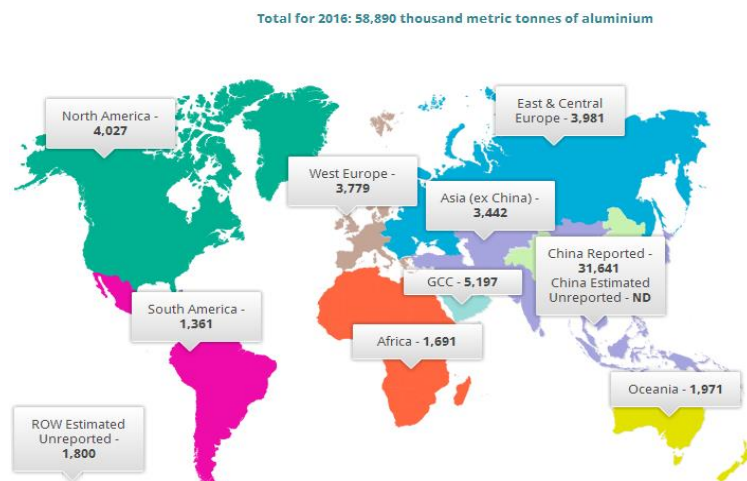 Total for 2016: 58,890 thousand metric tonnes of aluminium
North America -
4,027
East & Central
Europe - 3,981
West Europe -
3,779
Asia (ex China) -
3,442
China Reported -
31,641
China Estimated
Unreported - ND
GCC - 5,197
South America -
1,361
Africa - 1,691
Oceania - 1,971
ROW Estimated
Unreported -
1,800